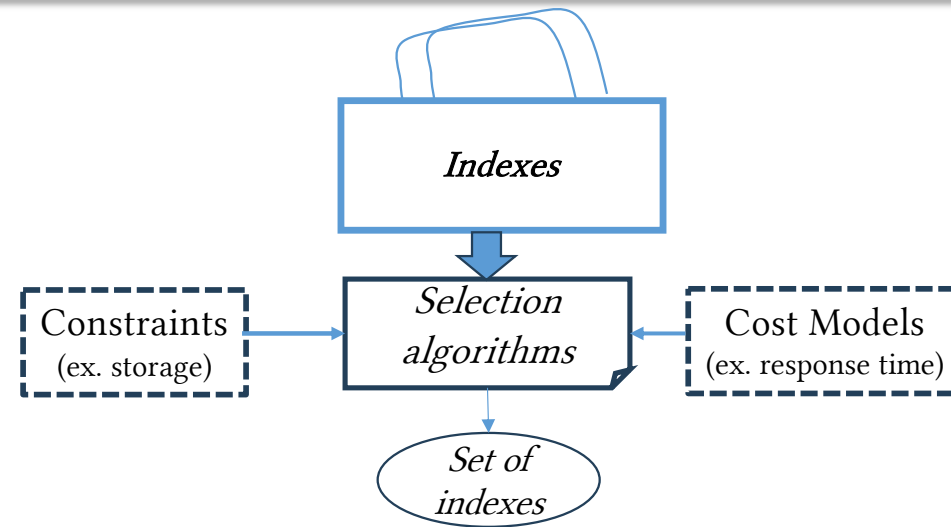 Indexes
Selection
algorithms
Constraints
(ex. storage)
Cost Models
(ex. response time)
Set of
indexes